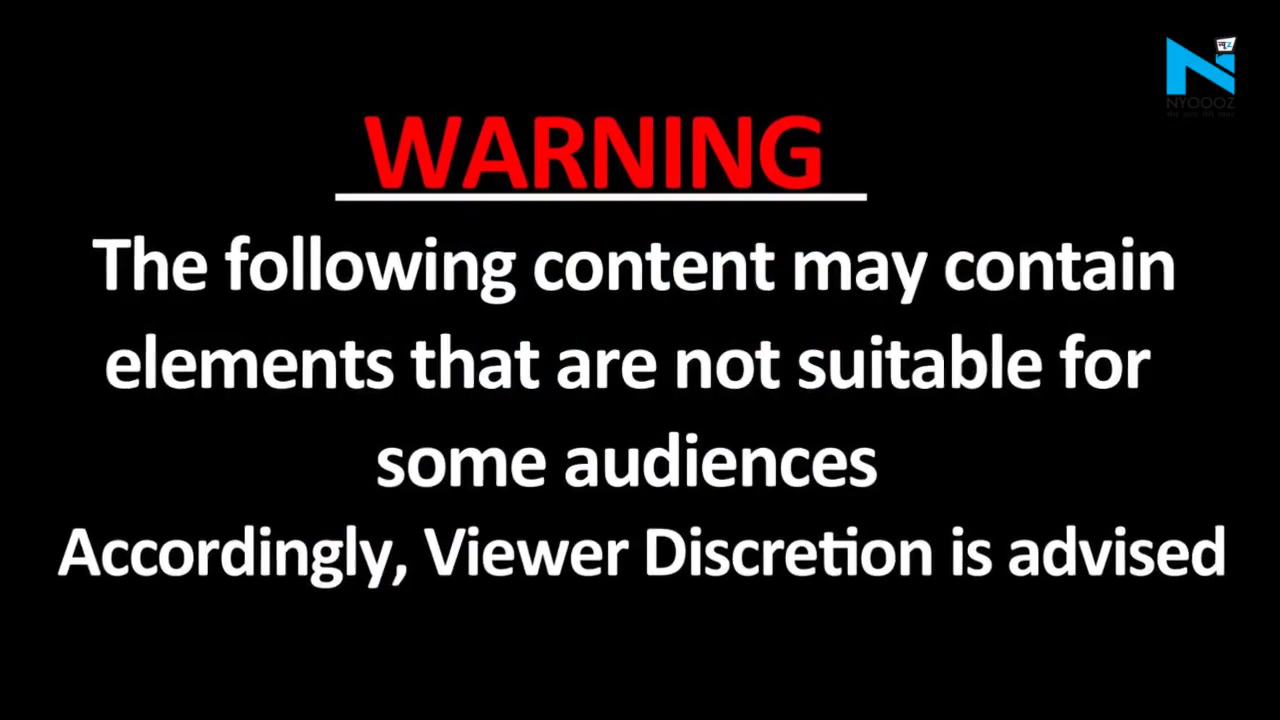 NYOOOZ
WARNING
The following content may contain
elements that are not suitable for
some audiences
Accordingly, Viewer Discretion is advised